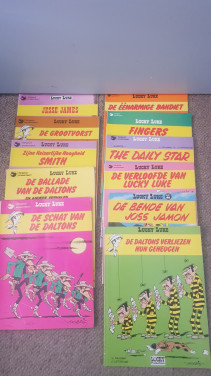 LUCKY LUKE
JESSE JAMES
LUCKY LUKE
DE GROOTVORST
LUCKY LUKE
Zijne Keizerlijke Hoogheid
SMITH
LUCKY LUKE
DE BALLADE
VAN DE DALTONS
LUCKY LUKE
DE SCHAT VAN
DE DALTONS
LUCKY LUKE
DE ÉÉNARMIGE BANDIET
LUCKY LUKE
FINGERS
LUCKY LUKE
THE DAILY STAR
LUCKY LUKE
DE VERLOOFDE VAN
LUCKY LUKE
LUCKY LUKE
DE BENDE VAN
JOSS JAMON
LUCKY LUKE
DE DALTONS VERLIEZEN
HUN GEHEUGEN